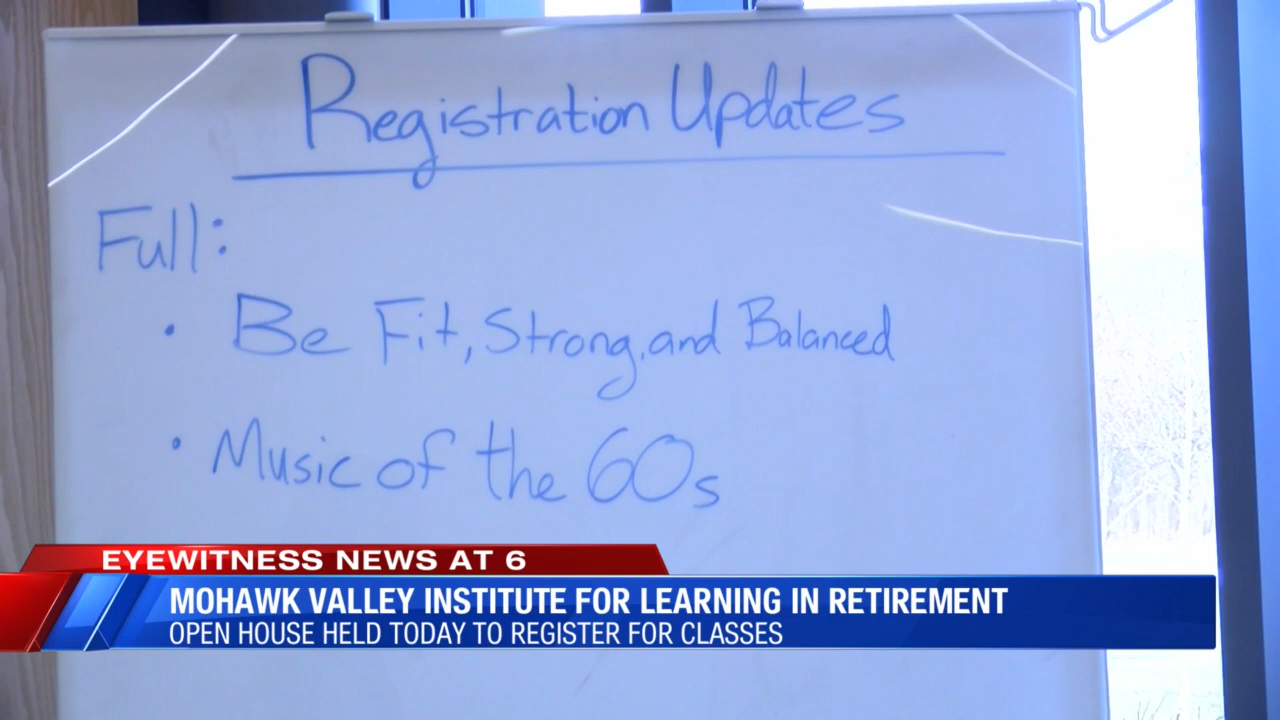 Registration Updates
Full:
• Be Fit, Strong, and Balanced
• Music of the 60s
EYEWITNESS NEWS AT 6
MOHAWK VALLEY INSTITUTE FOR LEARNING IN RETIREMENT
OPEN HOUSE HELD TODAY TO REGISTER FOR CLASSES